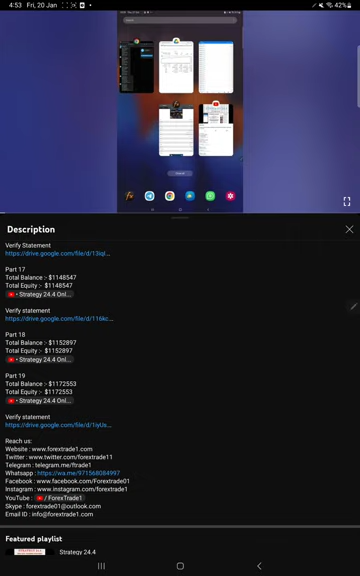 4:53 Fri, 20 Jan
42%
Description
Verify Statement
https://drive.google.com/file/d/13iqI...
Part 17
Total Balance :- $1148547
Total Equity :- $1148547
• Strategy 24.4 Onl...
Verify statement
https://drive.google.com/file/d/116kc...
Part 18
Total Balance :- $1152897
Total Equity :- $1152897
• Strategy 24.4 Onl...
Part 19
Total Balance :- $1172553
Total Equity :- $1172553
• Strategy 24.4 Onl...
Verify statement
https://drive.google.com/file/d/1iyUs...
Reach us:
Website : www.forextrade1.com
Twitter : www.twitter.com/forextrade11
Telegram : telegram.me/ftrade1
Whatsapp : https://wa.me/971568084997
Facebook : www.facebook.com/Forextrade01
Instagram : www.instagram.com/forextrade1
YouTube : / ForexTrade1
Skype : forextrade01@outlook.com
Email ID : info@forextrade1.com
Featured playlist
Strategy 24.4